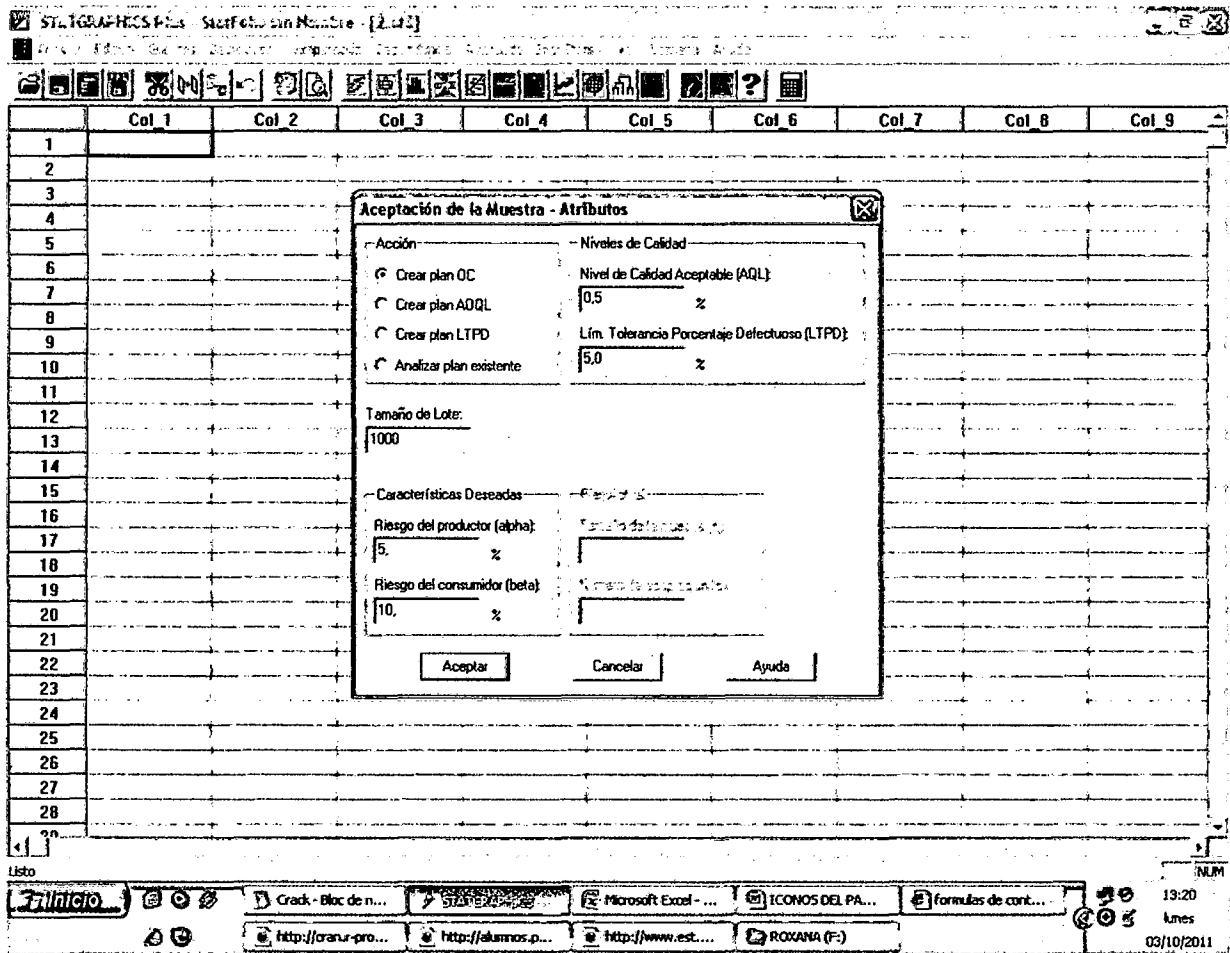 STATGRAPHICS Plus - StatFolio sin Nombre -
Col_1 Col_2 Col_3 Col_4 Col_5 Col_6 Col_7 Col_8 Col_9
1
2
3
4
5
6
7
8
9
10
11
12
13
14
15
16
17
18
19
20
21
22
23
24
25
26
27
28
Aceptación de la Muestra - Atributos
Acción
Crear plan OC
Crear plan AOQL
Crear plan LTPD
Analizar plan existente
Niveles de Calidad
Nivel de Calidad Aceptable (AQL):
0,5 %
Lím. Tolerancia Porcentaje Defectuoso (LTPD):
5,0 %
Tamaño de Lote:
1000
Características Deseadas
Riesgo del productor (alpha):
5, %
Riesgo del consumidor (beta):
10, %
Aceptar Cancelar Ayuda
Listo
NUM
Inicio
Crack - Bloc de n...
Microsoft Excel - ...
ICONOS DEL PA...
formulas de cont...
http://cran.r-pro...
http://alumnos.p...
http://www.est....
ROXANA (F:)
13:20
lunes
03/10/2011